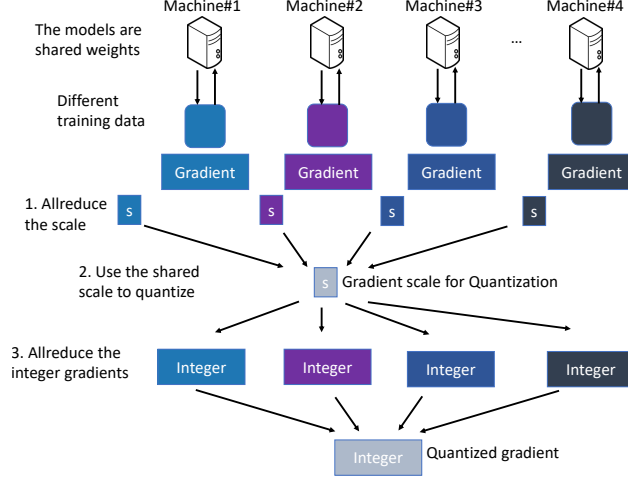 Machine#1 Machine#2 Machine#3 Machine#4
The models are
shared weights
...
Different
training data
Gradient Gradient Gradient Gradient
1. Allreduce
the scale
s s s s
2. Use the shared
scale to quantize
s Gradient scale for Quantization
3. Allreduce the
integer gradients
Integer Integer Integer Integer
Integer Quantized gradient